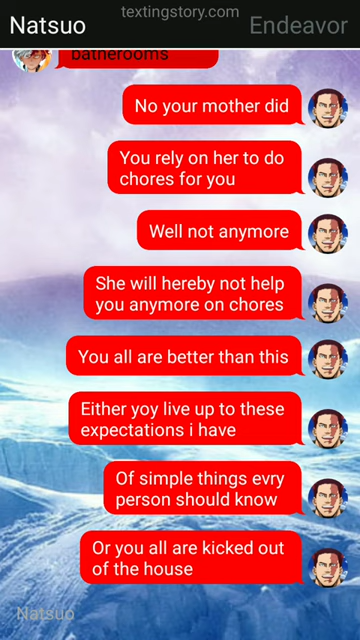 textingstory.com
Natsuo
Endeavor
batherooms
No your mother did
You rely on her to do
chores for you
Well not anymore
She will hereby not help
you anymore on chores
You all are better than this
Either yoy live up to these
expectations i have
Of simple things evry
person should know
Or you all are kicked out
of the house
Natsuo